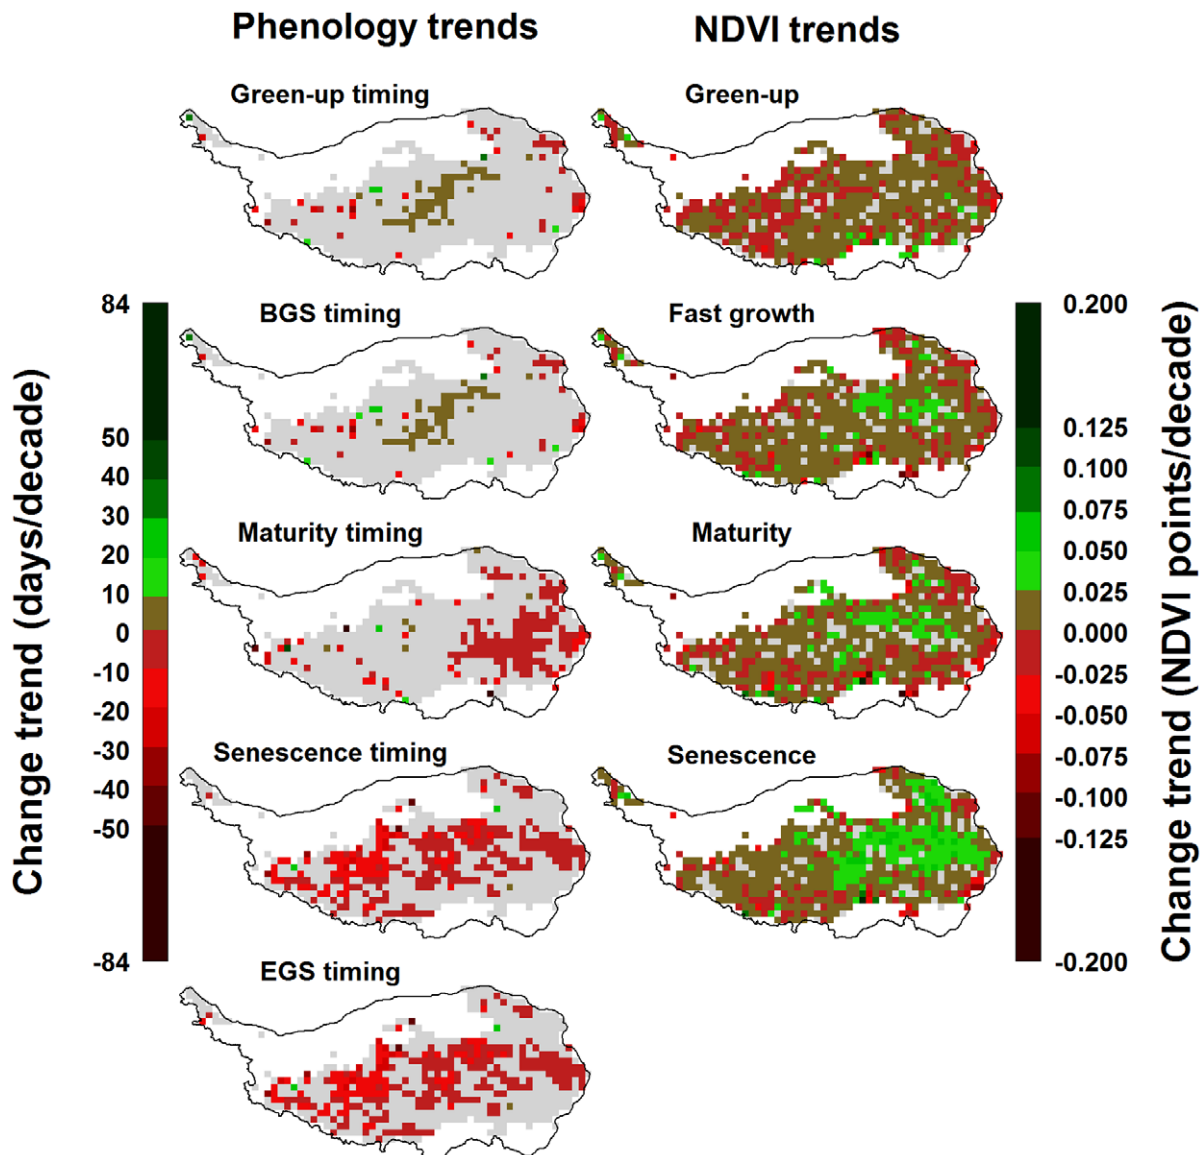 Phenology trends
NDVI trends
Green-up timing
Green-up
BGS timing
Fast growth
Maturity timing
Maturity
Senescence timing
Senescence
EGS timing
Change trend (days/decade)
84
50
40
30
20
10
0
-10
-20
-30
-40
-50
-84
0.200
0.125
0.100
0.075
0.050
0.025
0.000
-0.025
-0.050
-0.075
-0.100
-0.125
-0.200
Change trend (NDVI points/decade)